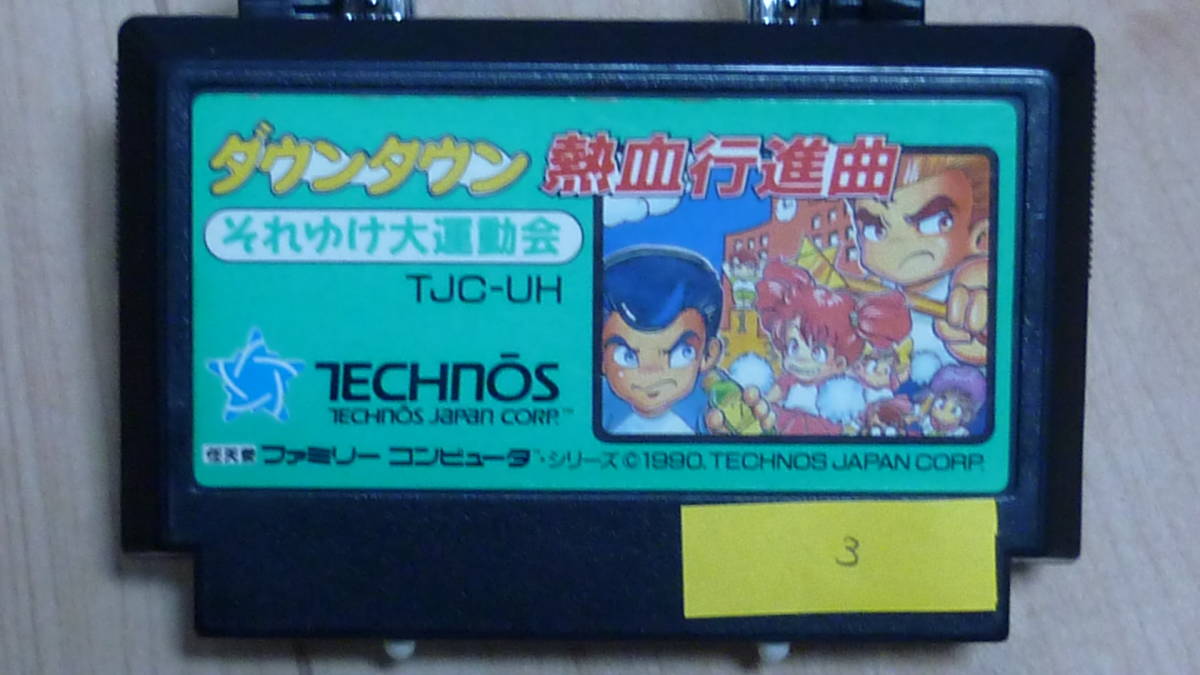 ダウンタウン 熱血行進曲
それゆけ大運動会
TJC-UH
TECHNŌS
TECHNŌS JAPAN CORP.™
任天堂 ファミリー コンピュータ™・シリーズ ©1990. TECHNOS JAPAN CORP.
3